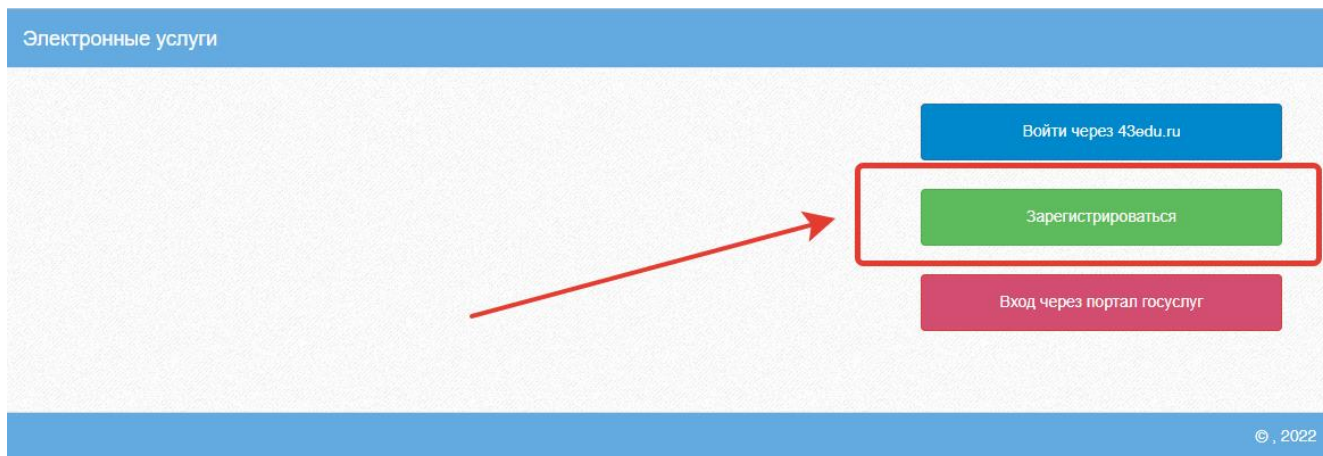 Электронные услуги
Войти через 43edu.ru
Зарегистрироваться
Вход через портал госуслуг
© , 2022